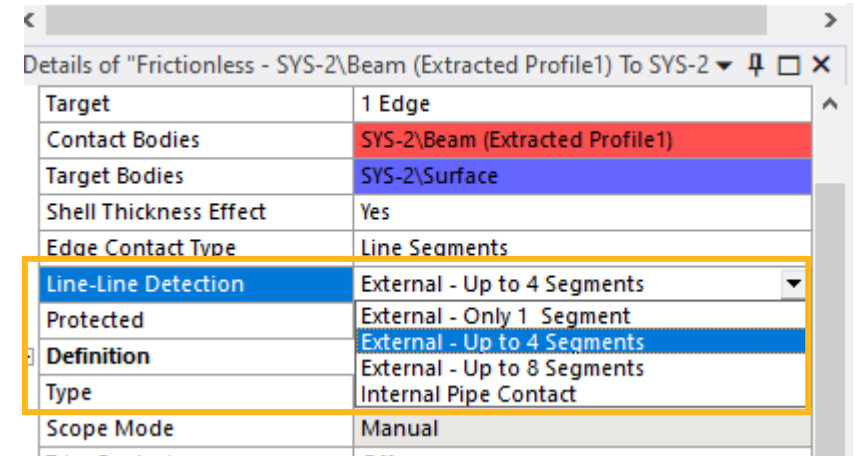 Details of "Frictionless - SYS-2\Beam (Extracted Profile1) To SYS-2
Target 1 Edge
Contact Bodies SYS-2\Beam (Extracted Profile1)
Target Bodies SYS-2\Surface
Shell Thickness Effect Yes
Edge Contact Type Line Segments
Line-Line Detection External - Up to 4 Segments
Protected External - Only 1 Segment
External - Up to 4 Segments
Definition External - Up to 8 Segments
Type Internal Pipe Contact
Scope Mode Manual